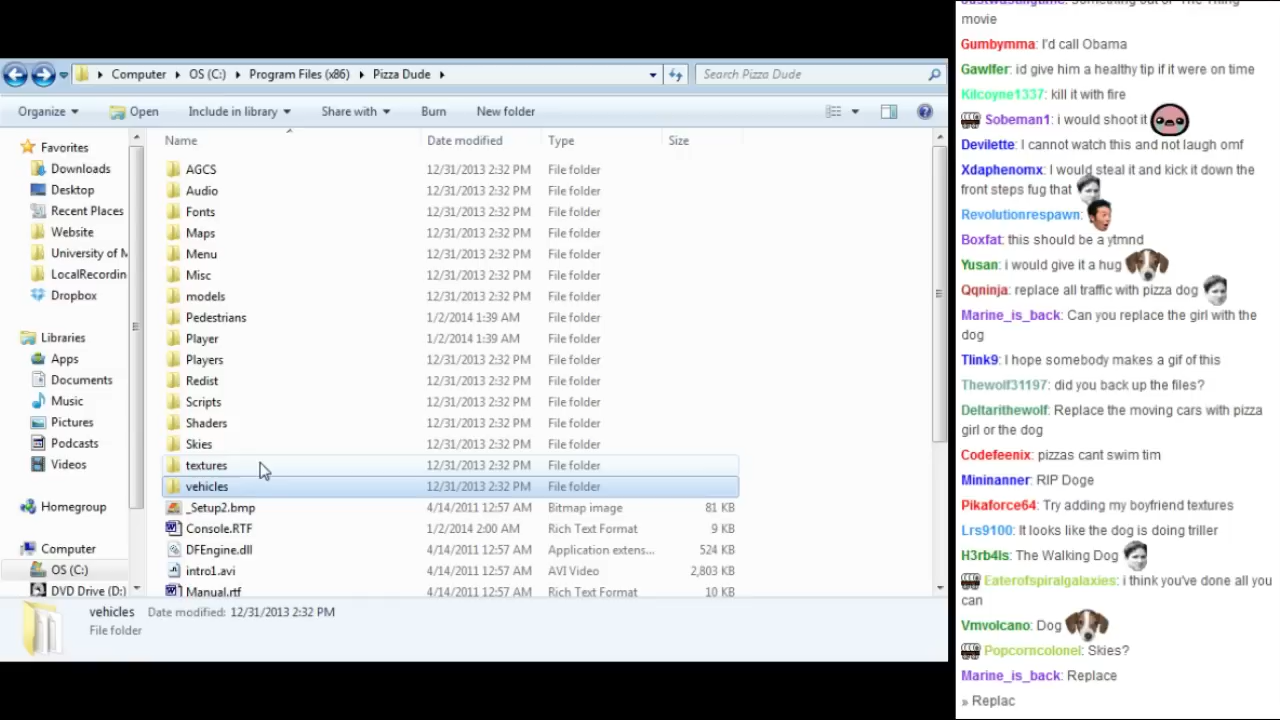 Computer ▸ OS (C:) ▸ Program Files (x86) ▸ Pizza Dude ▸
Search Pizza Dude
Organize Open Include in library Share with Burn New folder
Name Date modified Type Size
Favorites
Downloads
Desktop
Recent Places
Website
University of M
LocalRecordin
Dropbox
Libraries
Apps
Documents
Music
Pictures
Podcasts
Videos
Homegroup
Computer
OS (C:)
DVD Drive (D:)
AGCS 12/31/2013 2:32 PM File folder
Audio 12/31/2013 2:32 PM File folder
Fonts 12/31/2013 2:32 PM File folder
Maps 12/31/2013 2:32 PM File folder
Menu 12/31/2013 2:32 PM File folder
Misc 12/31/2013 2:32 PM File folder
models 12/31/2013 2:32 PM File folder
Pedestrians 1/2/2014 1:39 AM File folder
Player 1/2/2014 1:39 AM File folder
Players 12/31/2013 2:32 PM File folder
Redist 12/31/2013 2:32 PM File folder
Scripts 12/31/2013 2:32 PM File folder
Shaders 12/31/2013 2:32 PM File folder
Skies 12/31/2013 2:32 PM File folder
textures 12/31/2013 2:32 PM File folder
vehicles 12/31/2013 2:32 PM File folder
_Setup2.bmp 4/14/2011 12:57 AM Bitmap image 81 KB
Console.RTF 1/2/2014 2:00 AM Rich Text Format 9 KB
DFEngine.dll 4/14/2011 12:57 AM Application extens... 524 KB
intro1.avi 4/14/2011 12:57 AM AVI Video 2,803 KB
Manual.rtf 4/14/2011 12:57 AM Rich Text Format 10 KB
vehicles Date modified: 12/31/2013 2:32 PM
File folder
movie
Gumbymma: I'd call Obama
Gawlfer: id give him a healthy tip if it were on time
Kilcoyne1337: kill it with fire
Sobeman1: i would shoot it
Devilette: I cannot watch this and not laugh omf
Xdaphenomx: I would steal it and kick it down the
front steps fug that
Revolutionrespawn:
Boxfat: this should be a ytmnd
Yusan: i would give it a hug
Qqninja: replace all traffic with pizza dog
Marine_is_back: Can you replace the girl with the
dog
Tlink9: I hope somebody makes a gif of this
Thewolf31197: did you back up the files?
Deltarithewolf: Replace the moving cars with pizza
girl or the dog
Codefeenix: pizzas cant swim tim
Mininanner: RIP Doge
Pikaforce64: Try adding my boyfriend textures
Lrs9100: It looks like the dog is doing triller
H3rb4ls: The Walking Dog
Eaterofspiralgalaxies: i think you've done all you
can
Vmvolcano: Dog
Popcorncolonel: Skies?
Marine_is_back: Replace
» Replac